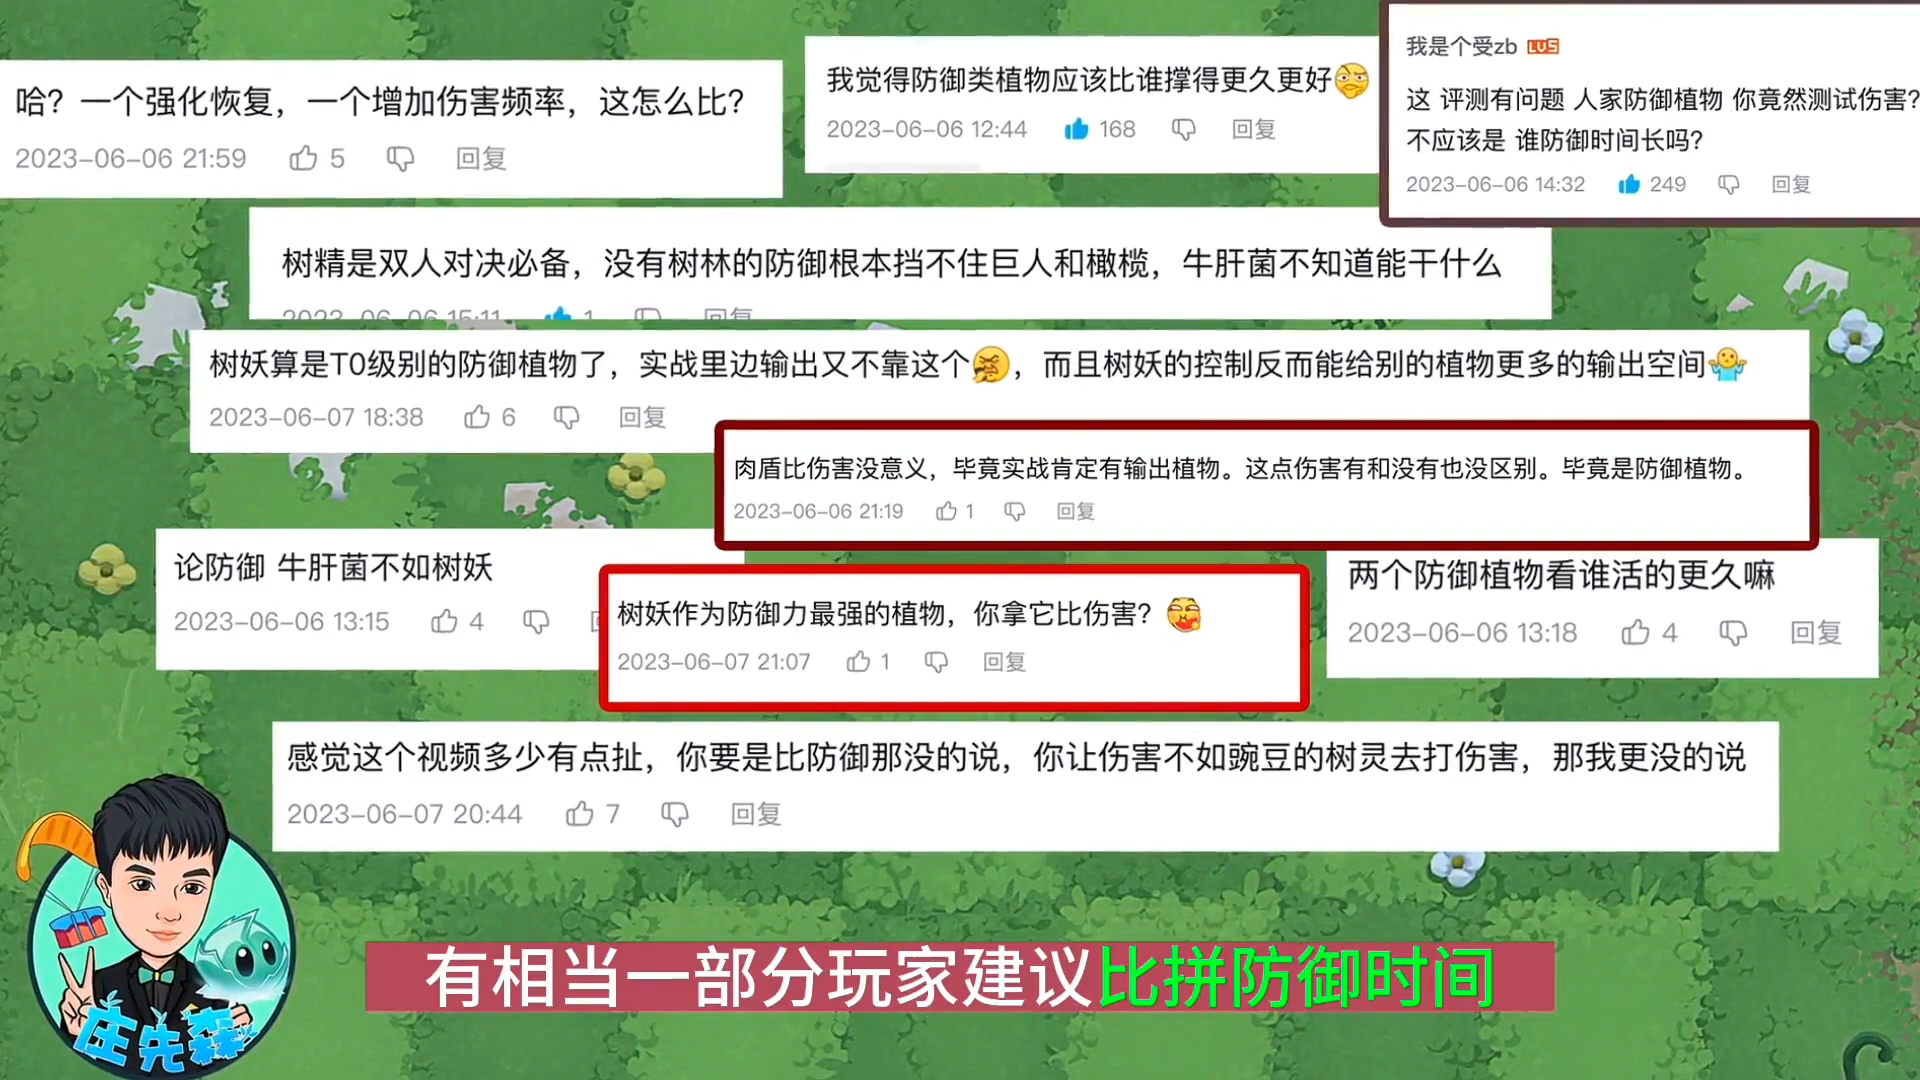 哈？一个强化恢复，一个增加伤害频率，这怎么比？
2023-06-06 21:59 5 回复
我觉得防御类植物应该比谁撑得更久更好
2023-06-06 12:44 168 回复
我是个受zb LV5
这 评测有问题 人家防御植物 你竟然测试伤害？
不应该是 谁防御时间长吗？
2023-06-06 14:32 249 回复
树精是双人对决必备，没有树林的防御根本挡不住巨人和橄榄，牛肝菌不知道能干什么
2023-06-06 15:11 1 回复
树妖算是T0级别的防御植物了，实战里边输出又不靠这个，而且树妖的控制反而能给别的植物更多的输出空间
2023-06-07 18:38 6 回复
肉盾比伤害没意义，毕竟实战肯定有输出植物。这点伤害有和没有也没区别。毕竟是防御植物。
2023-06-06 21:19 1 回复
论防御 牛肝菌不如树妖
2023-06-06 13:15 4
树妖作为防御力最强的植物，你拿它比伤害？
2023-06-07 21:07 1 回复
两个防御植物看谁活的更久嘛
2023-06-06 13:18 4 回复
感觉这个视频多少有点扯，你要是比防御那没的说，你让伤害不如豌豆的树灵去打伤害，那我更没的说
2023-06-07 20:44 7 回复
庄先森
有相当一部分玩家建议比拼防御时间